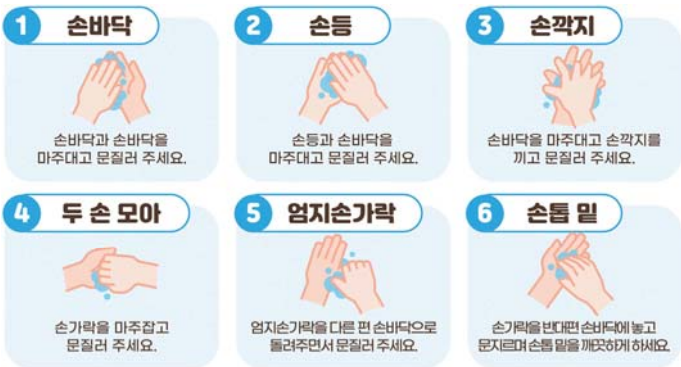 1 손바닥
손바닥과 손바닥을
마주대고 문질러 주세요.
2 손등
손등과 손바닥을
마주대고 문질러 주세요.
3 손깍지
손바닥을 마주대고 손깍지를
끼고 문질러 주세요.
4 두 손 모아
손가락을 마주잡고
문질러 주세요.
5 엄지손가락
엄지손가락을 다른 편 손바닥으로
돌려주면서 문질러 주세요.
6 손톱 밑
손가락을 반대편 손바닥에 놓고
문지르며 손톱 밑을 깨끗하게 하세요.